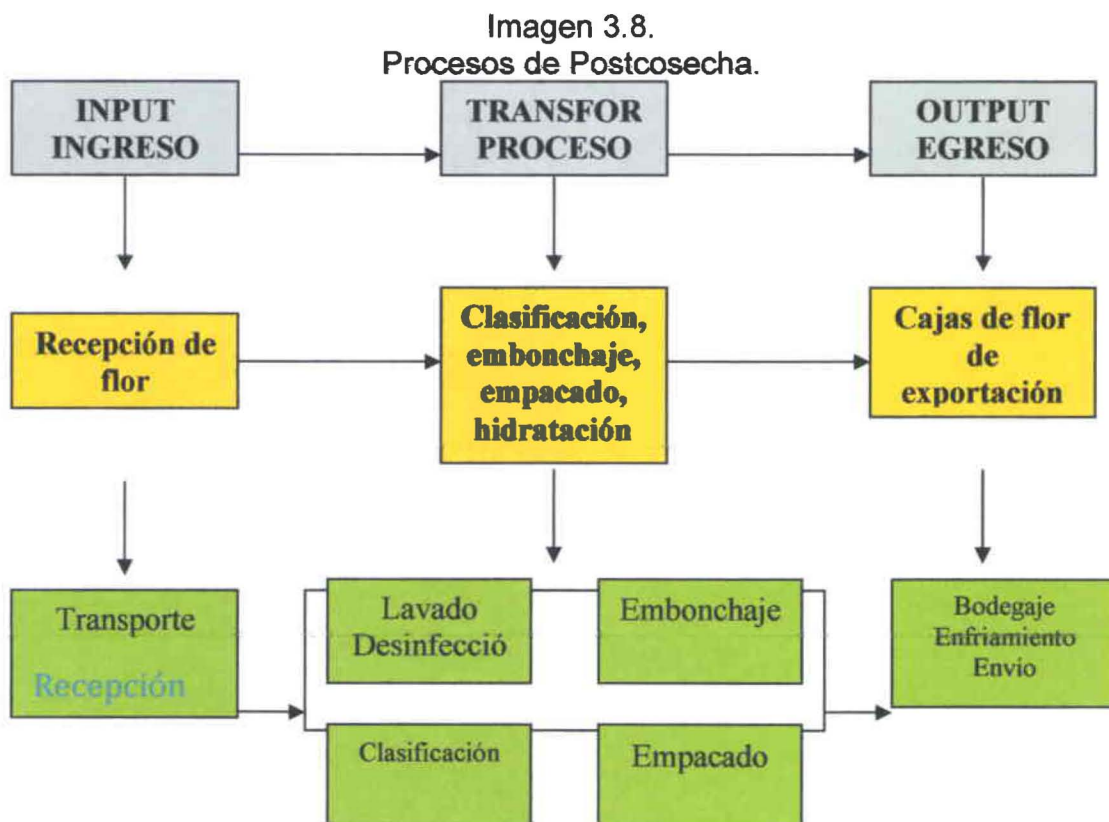 Imagen 3.8.
Procesos de Postcosecha.
INPUT
INGRESO
TRANSFOR
PROCESO
OUTPUT
EGRESO
Recepción de
flor
Clasificación,
embonchaje,
empacado,
hidratación
Cajas de flor
de
exportación
Transporte
Recepción
Lavado
Desinfecció
Embonchaje
Clasificación
Empacado
Bodegaje
Enfriamiento
Envio